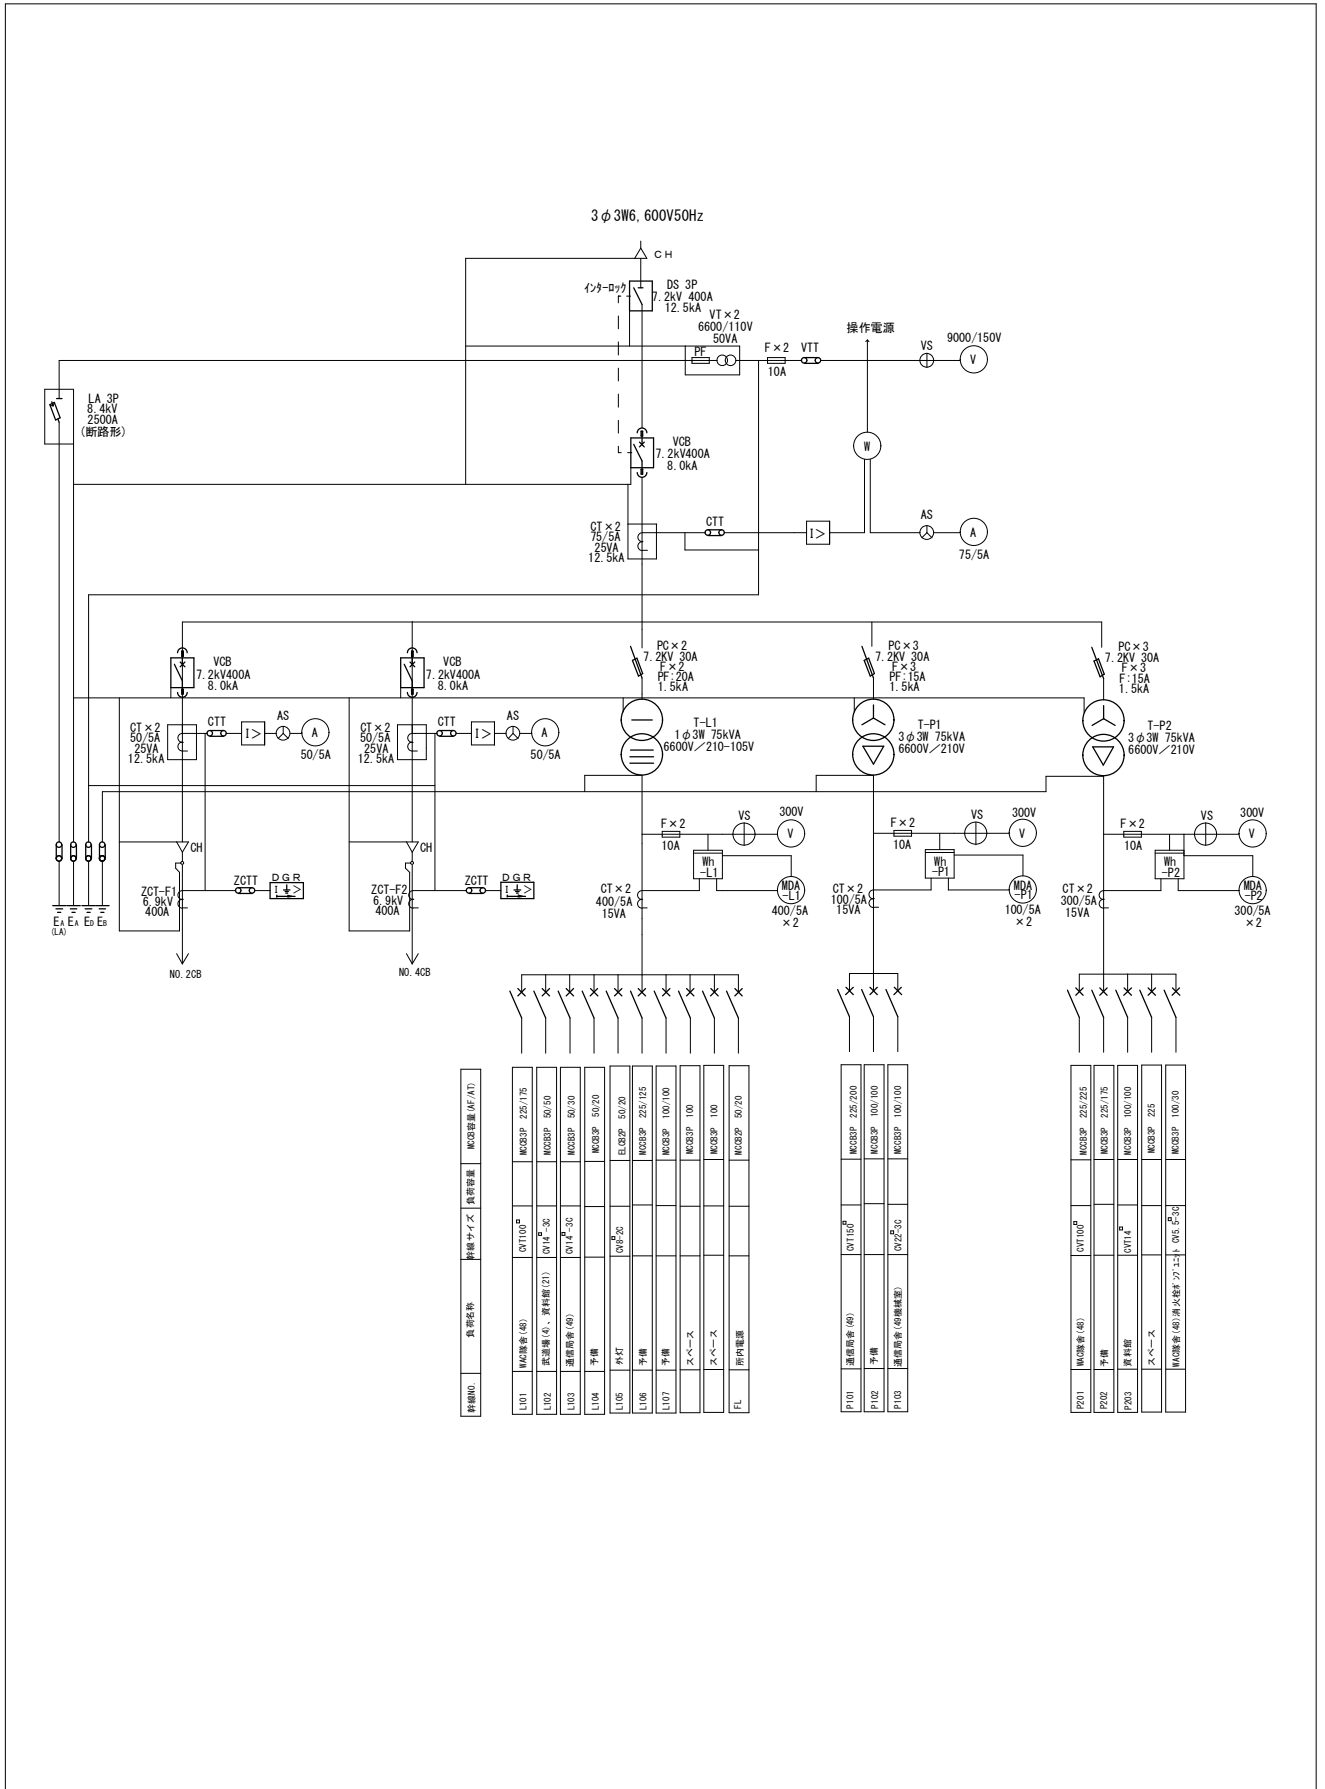 3φ3W6,600V50Hz
CH
インターロック
DS 3P
7.2kV 400A
12.5kA
VT×2
6600/110V
50VA
PF
F×2
10A
VTT
操作電源
VS
9000/150V
V
LA 3P
8.4kV
2500A
(断路形)
VCB
7.2kV400A
8.0kA
W
CT×2
75/5A
25VA
12.5kA
CTT
I>
AS
A
75/5A
VCB
7.2kV400A
8.0kA
VCB
7.2kV400A
8.0kA
PC×2
7.2KV 30A
F×2
PF:20A
1.5kA
PC×3
7.2KV 30A
F×3
PF:15A
1.5kA
PC×3
7.2KV 30A
F×3
F:15A
1.5kA
CT×2
50/5A
25VA
12.5kA
CTT
I>
AS
A
50/5A
CT×2
50/5A
25VA
12.5kA
CTT
I>
AS
A
50/5A
T-L1
1φ3W 75kVA
6600V/210-105V
T-P1
3φ3W 75kVA
6600V/210V
T-P2
3φ3W 75kVA
6600V/210V
CH
CH
F×2
10A
VS
300V
V
Wh
-L1
CT×2
400/5A
15VA
MDA
-L1
400/5A
×2
F×2
10A
VS
300V
V
Wh
-P1
CT×2
100/5A
15VA
MDA
-P1
100/5A
×2
F×2
10A
VS
300V
V
Wh
-P2
CT×2
300/5A
15VA
MDA
-P2
300/5A
×2
ZCT-F1
6.9kV
400A
ZCTT
DGR
I>
ZCT-F2
6.9kV
400A
ZCTT
DGR
I>
EA EA ED EB
(LA)
NO.2CB
NO.4CB
幹線NO. 負荷名称 幹線サイズ 負荷容量 MCCB容量(AF/AT)
L101 WAC隊舎(48) CVT100□ MCCB3P 225/175
L102 武道場(4)、資料館(21) CV14□-3C MCCB3P 50/50
L103 通信局舎(49) CV14□-3C MCCB3P 50/30
L104 予備 MCCB3P 50/20
L105 外灯 CV8□-2C ELCB2P 50/20
L106 予備 MCCB3P 225/125
L107 予備 MCCB3P 100/100
スペース MCCB3P 100
スペース MCCB3P 100
FL 所内電源 MCCB2P 50/20
P101 通信局舎(49) CVT150□ MCCB3P 225/200
P102 予備 MCCB3P 100/100
P103 通信局舎(49機械室) CV22□-3C MCCB3P 100/100
P201 WAC隊舎(48) CVT100□ MCCB3P 225/225
P202 予備 MCCB3P 225/175
P203 資料館 CVT14□ MCCB3P 100/100
スペース MCCB3P 225
WAC隊舎(48)消火栓ポンプユニット CV5.5□-3C MCCB3P 100/30